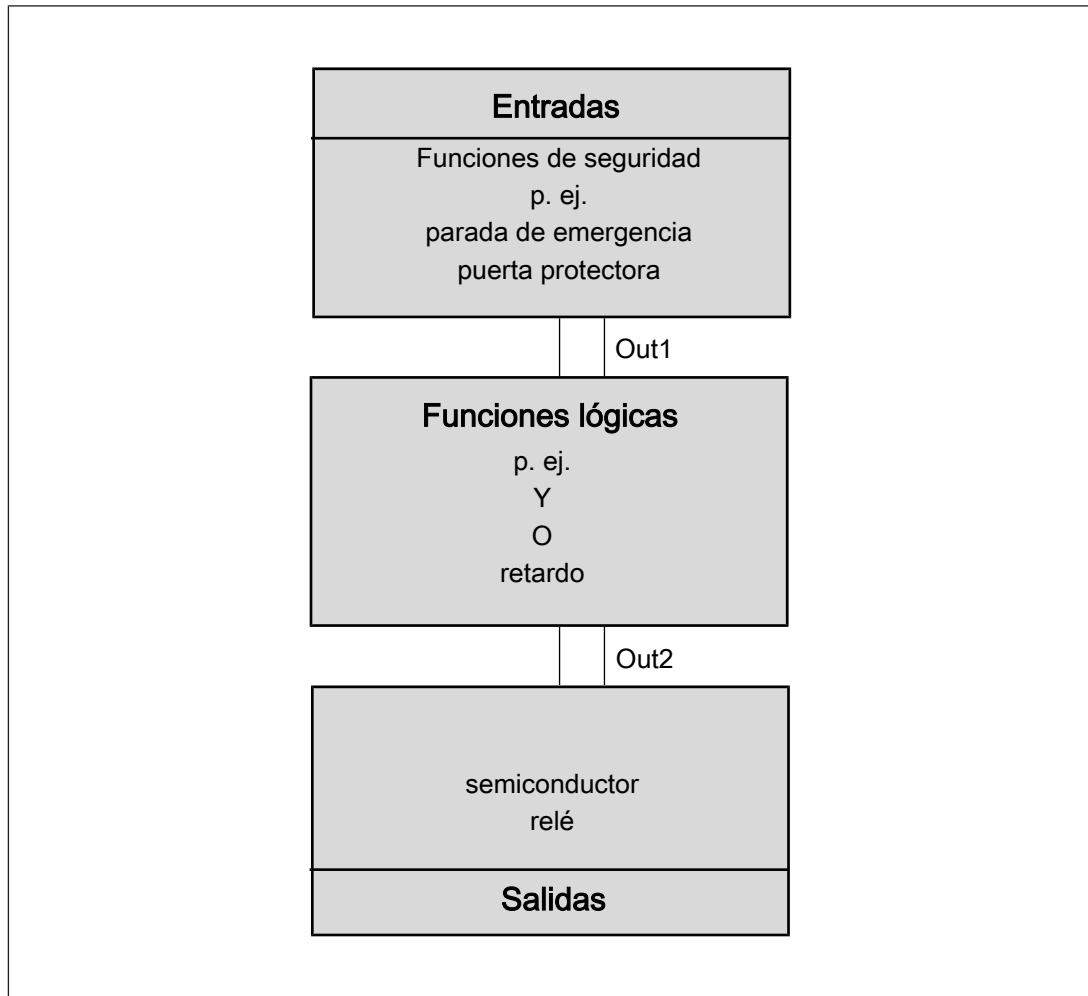 Entradas
Funciones de seguridad
p. ej.
parada de emergencia
puerta protectora
Out1
Funciones lógicas
p. ej.
Y
O
retardo
Out2
semiconductor
relé
Salidas